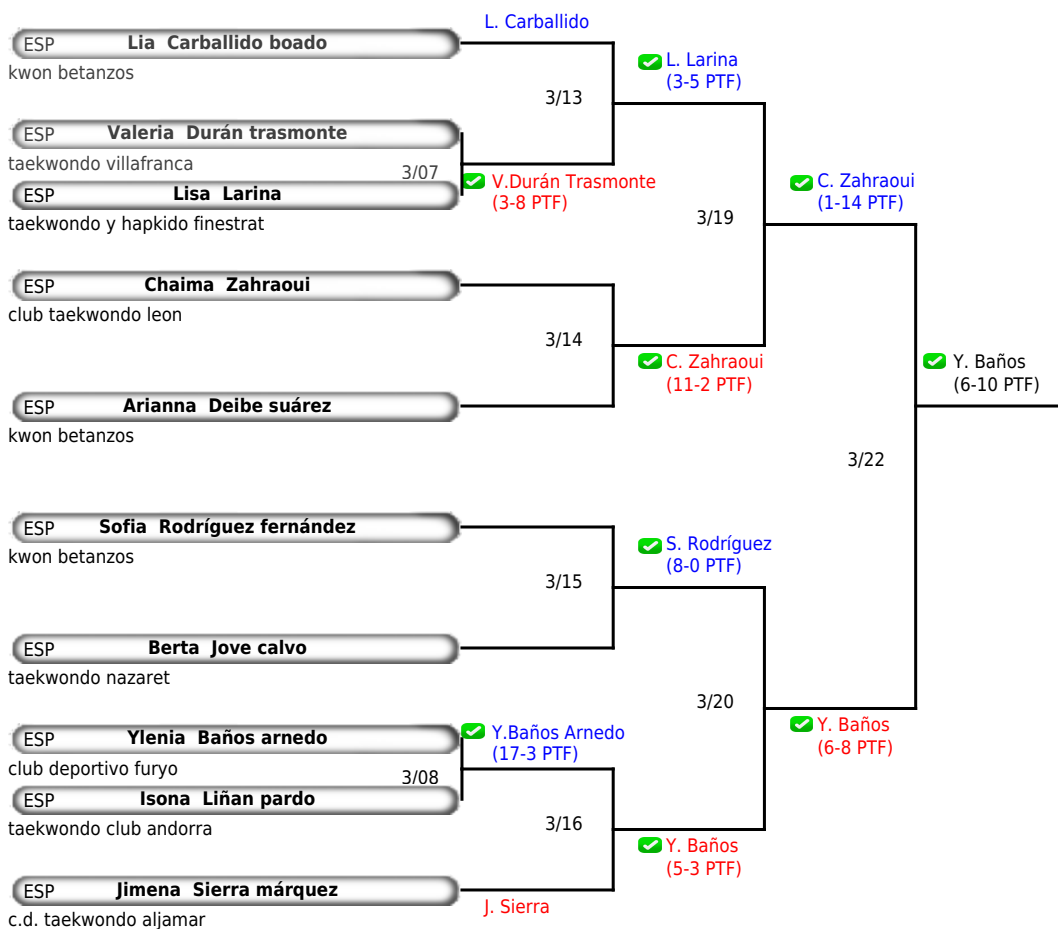 L. Carballido
ESP Lia Carballido boado
kwon betanzos
L. Larina
(3-5 PTF)
3/13
ESP Valeria Durán trasmonte
taekwondo villafranca
3/07
V.Durán Trasmonte
(3-8 PTF)
ESP Lisa Larina
taekwondo y hapkido finestrat
C. Zahraoui
(1-14 PTF)
3/19
ESP Chaima Zahraoui
club taekwondo leon
3/14
C. Zahraoui
(11-2 PTF)
Y. Baños
(6-10 PTF)
ESP Arianna Deibe suárez
kwon betanzos
3/22
ESP Sofia Rodríguez fernández
kwon betanzos
S. Rodríguez
(8-0 PTF)
3/15
ESP Berta Jove calvo
taekwondo nazaret
3/20
Y. Baños
(6-8 PTF)
ESP Ylenia Baños arnedo
club deportivo furyo
Y.Baños Arnedo
(17-3 PTF)
3/08
ESP Isona Liñan pardo
taekwondo club andorra
3/16
Y. Baños
(5-3 PTF)
ESP Jimena Sierra márquez
c.d. taekwondo aljamar
J. Sierra